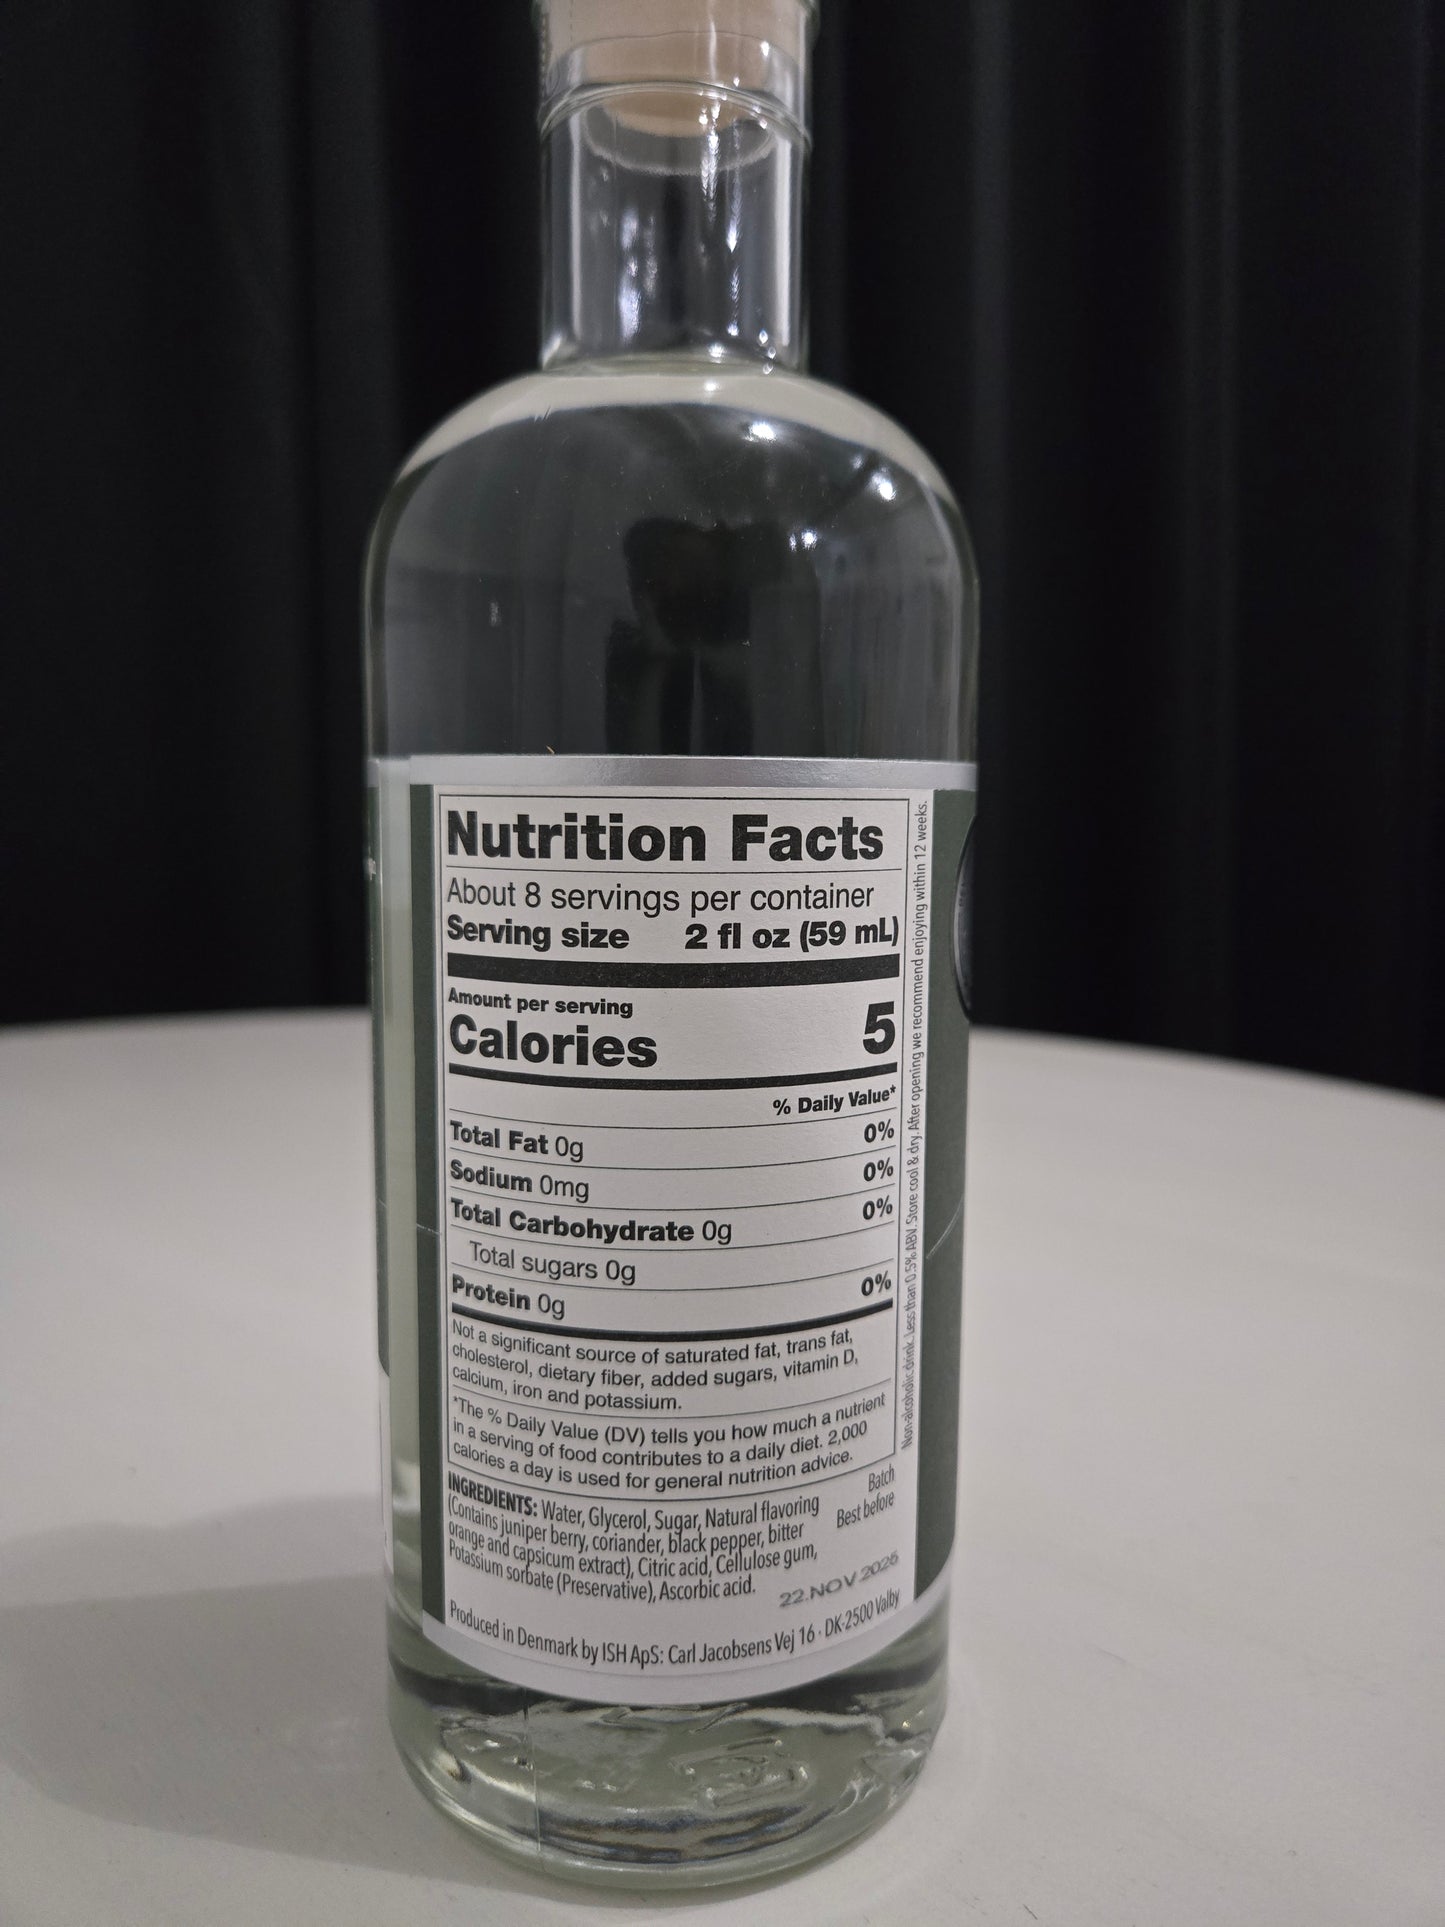 Nutrition Facts
About 8 servings per container
Serving size 2 fl oz (59 mL)
Amount per serving
Calories 5
% Daily Value*
Total Fat 0g 0%
Sodium 0mg 0%
Total Carbohydrate 0g 0%
Total sugars 0g
Protein 0g 0%
Not a significant source of saturated fat, trans fat,
cholesterol, dietary fiber, added sugars, vitamin D,
calcium, iron and potassium.
*The % Daily Value (DV) tells you how much a nutrient
in a serving of food contributes to a daily diet. 2,000
calories a day is used for general nutrition advice.
INGREDIENTS: Water, Glycerol, Sugar, Natural flavoring
(Contains juniper berry, coriander, black pepper, bitter
orange and capsicum extract), Citric acid, Cellulose gum,
Potassium sorbate (Preservative), Ascorbic acid.
Batch
Best before
22.NOV.2025
Produced in Denmark by ISH ApS: Carl Jacobsens Vej 16 · DK-2500 Valby
Non-alcoholic drink. Less than 0.5% ABV. Store cool & dry. After opening we recommend enjoying within 12 weeks.